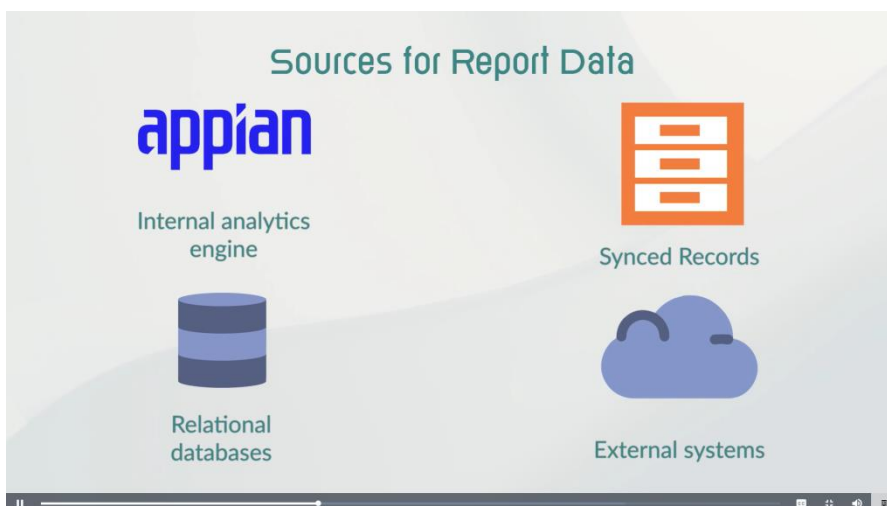 Sources for Report Data
appian
Internal analytics
engine
Synced Records
Relational
databases
External systems